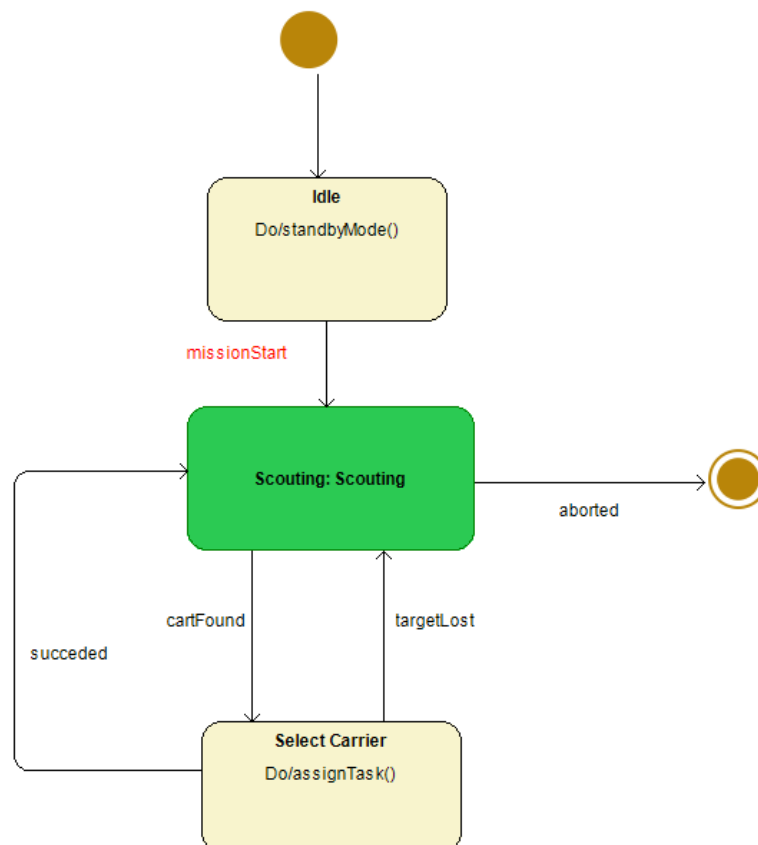 Idle
Do/standbyMode()
missionStart
Scouting: Scouting
aborted
cartFound
targetLost
succeded
Select Carrier
Do/assignTask()